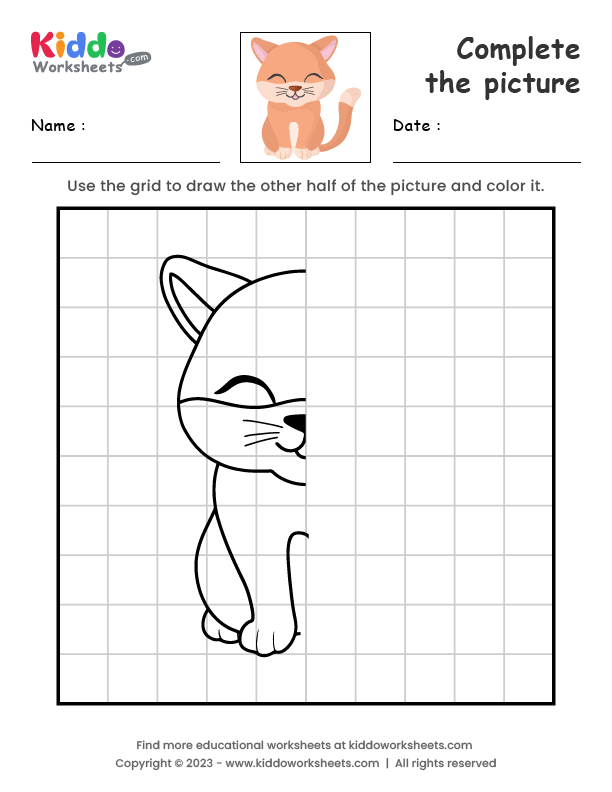 Kiddo
Worksheets.com
Complete
the picture
Name :
Date :
Use the grid to draw the other half of the picture and color it.
Find more educational worksheets at kiddoworksheets.com
Copyright © 2023 - www.kiddoworksheets.com | All rights reserved